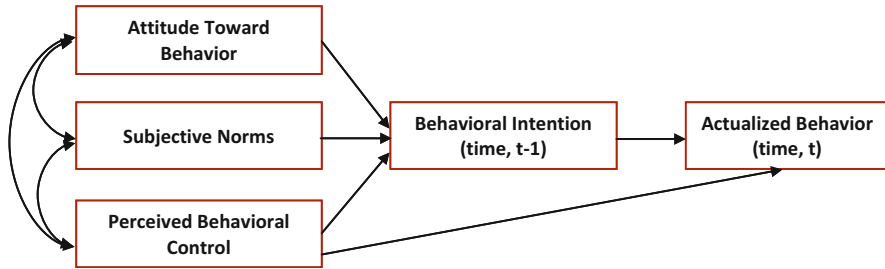 Attitude Toward
Behavior
Subjective Norms
Behavioral Intention
(time, t-1)
Actualized Behavior
(time, t)
Perceived Behavioral
Control